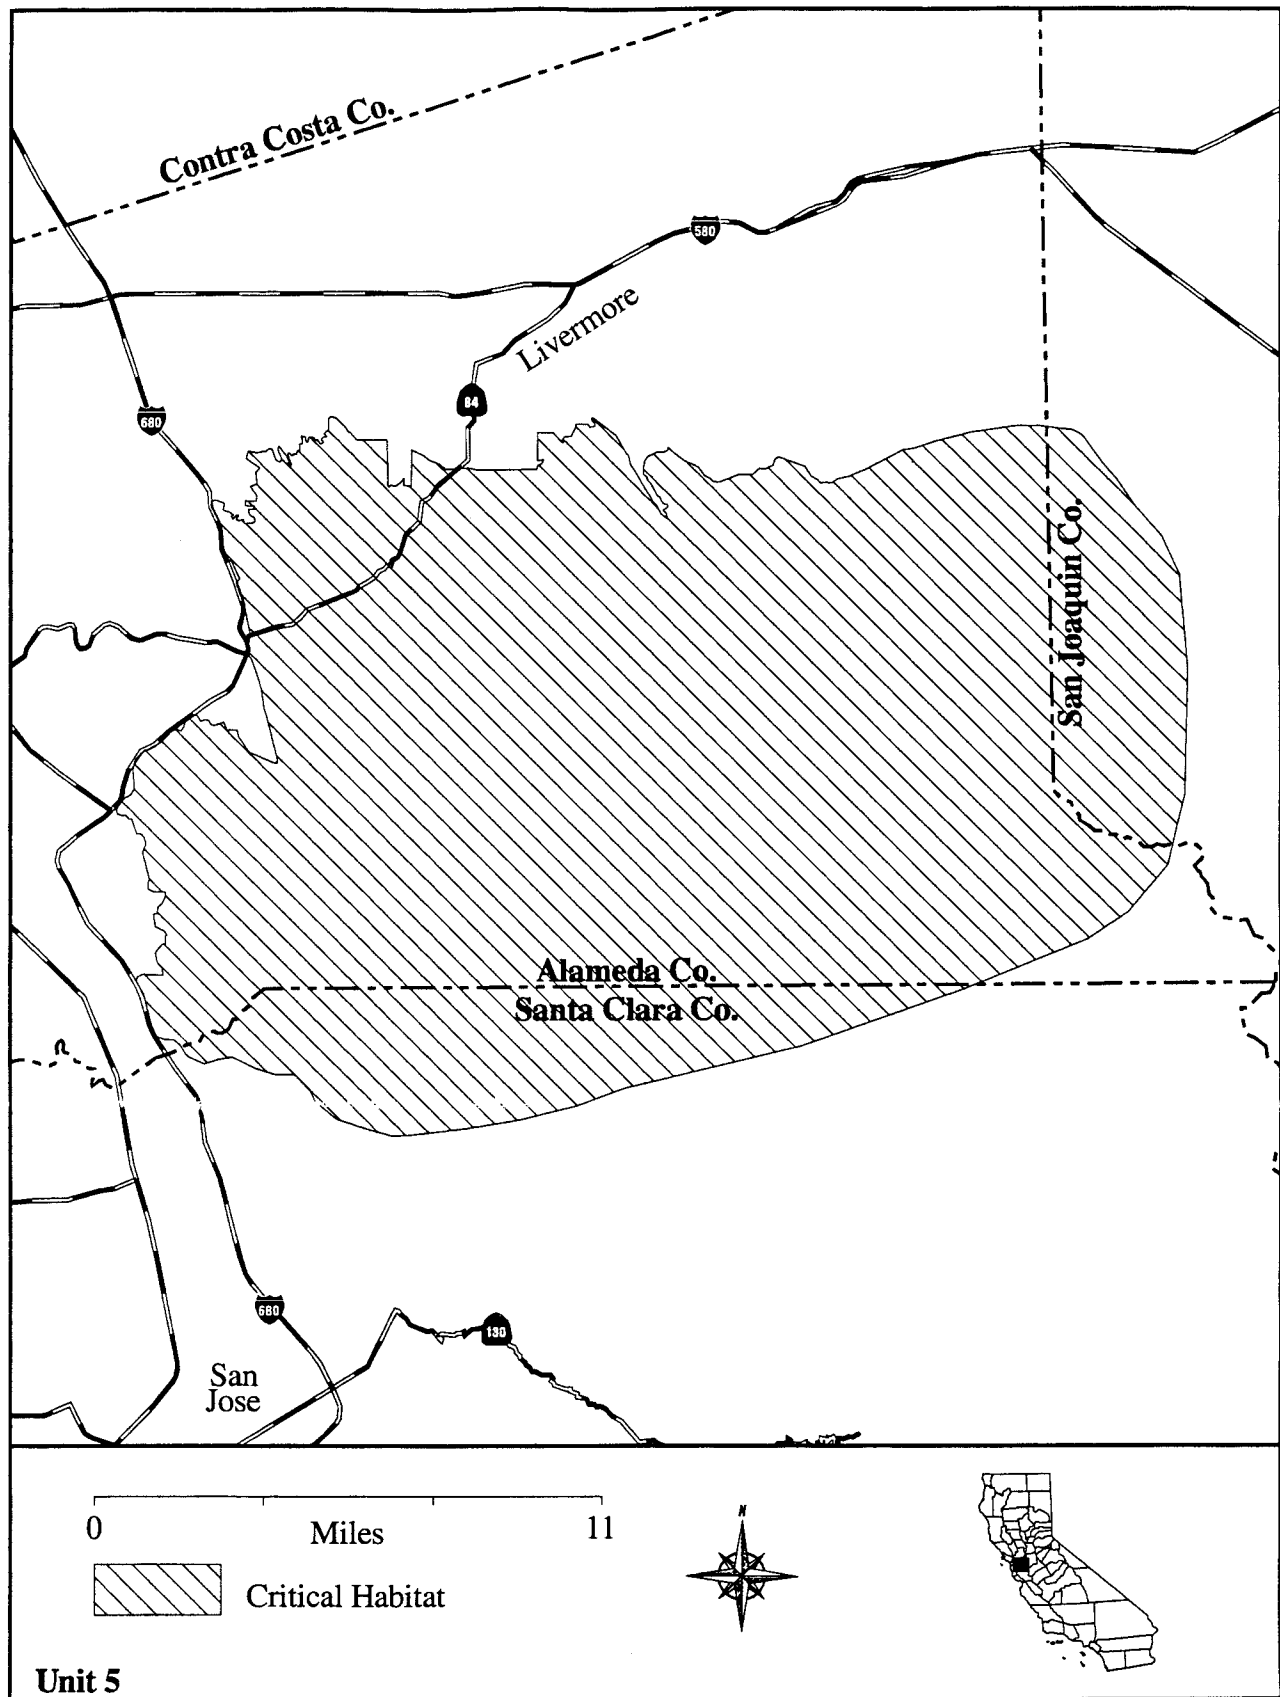 Contra Costa Co.
580
Livermore
84
680
San Joaquin Co.
Alameda Co.
Santa Clara Co.
680
130
San
Jose
0
Miles
11
N
Critical Habitat
Unit 5